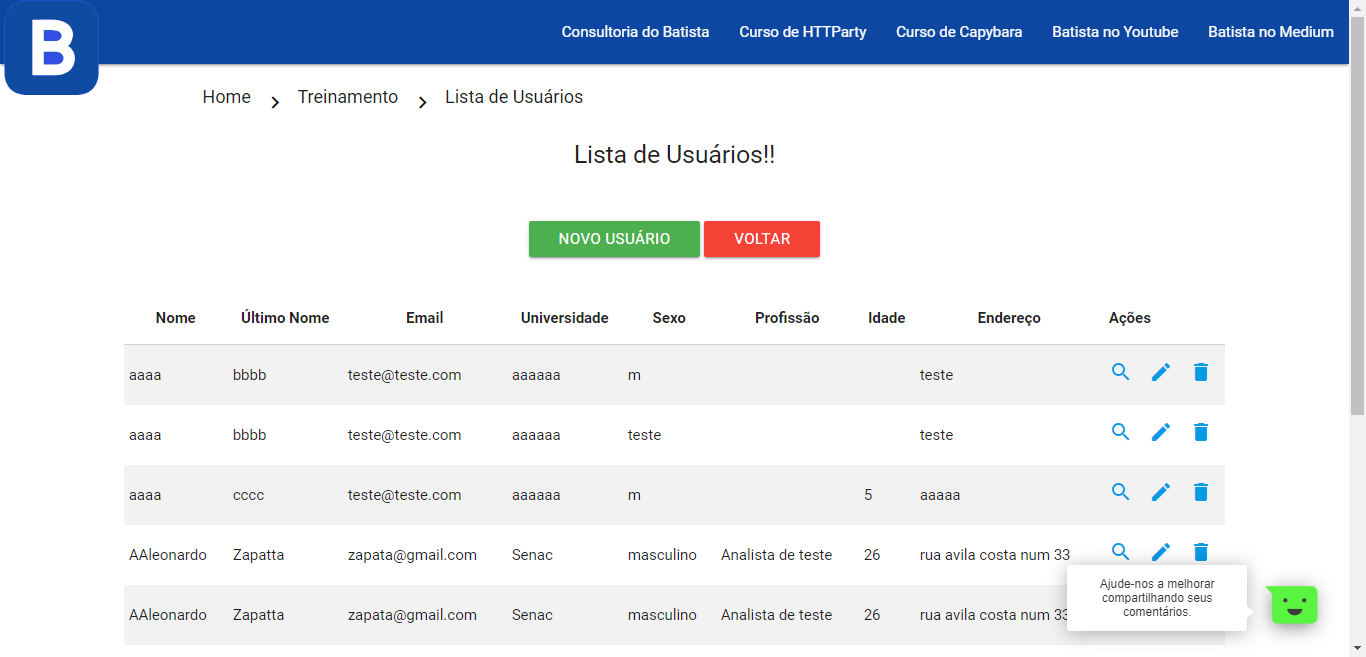 B
Consultoria do Batista Curso de HTTParty Curso de Capybara Batista no Youtube Batista no Medium
Home Treinamento Lista de Usuários
Lista de Usuários!!
NOVO USUÁRIO VOLTAR
Nome Último Nome Email Universidade Sexo Profissão Idade Endereço Ações
aaaa bbbb teste@teste.com aaaaaa m teste
aaaa bbbb teste@teste.com aaaaaa teste teste
aaaa cccc teste@teste.com aaaaaa m 5 aaaaa
AAleonardo Zapatta zapata@gmail.com Senac masculino Analista de teste 26 rua avila costa num 33
AAleonardo Zapatta zapata@gmail.com Senac masculino Analista de teste 26 rua avila costa num 33
Ajude-nos a melhorar
compartilhando seus
comentários.